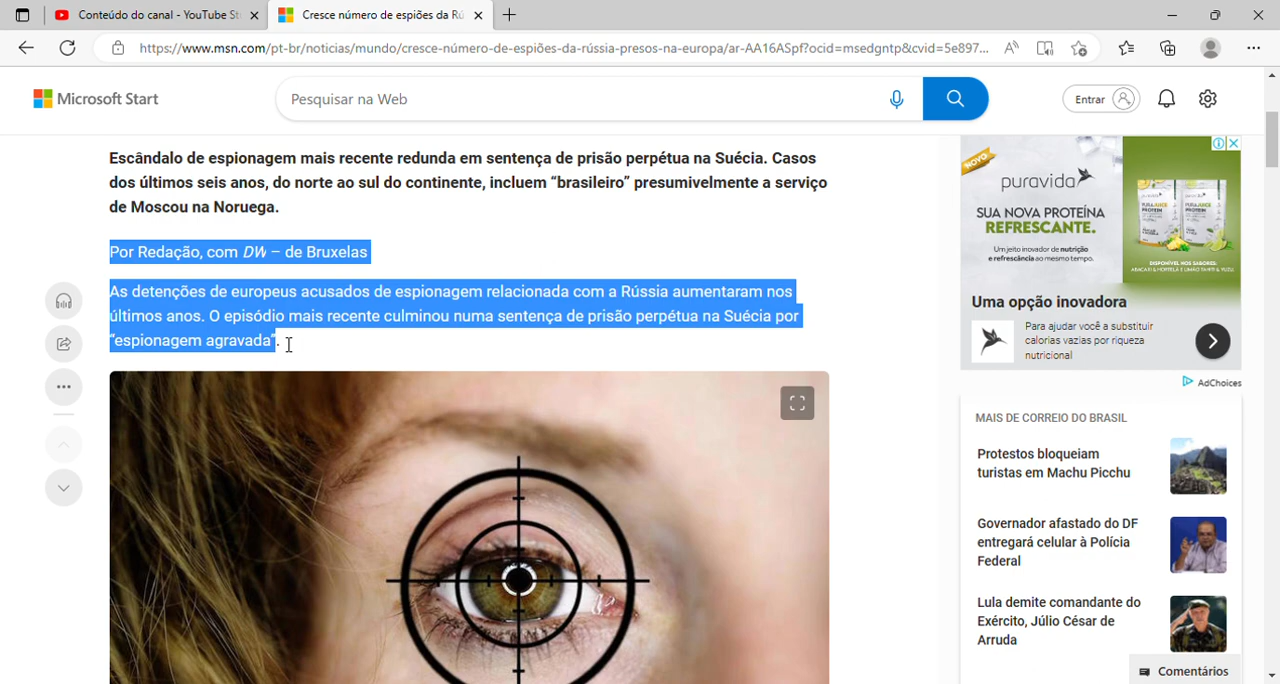 Conteúdo do canal - YouTube St
Cresce número de espiões da Rú
https://www.msn.com/pt-br/noticias/mundo/cresce-número-de-espiões-da-rússia-presos-na-europa/ar-AA16ASpf?ocid=msedgntp&cvid=5e897...
Microsoft Start
Pesquisar na Web
Entrar
Escândalo de espionagem mais recente redunda em sentença de prisão perpétua na Suécia. Casos
dos últimos seis anos, do norte ao sul do continente, incluem “brasileiro” presumivelmente a serviço
de Moscou na Noruega.
Por Redação, com DW – de Bruxelas
As detenções de europeus acusados de espionagem relacionada com a Rússia aumentaram nos
últimos anos. O episódio mais recente culminou numa sentença de prisão perpétua na Suécia por
“espionagem agravada”.
NOVO
puravida
SUA NOVA PROTEÍNA
REFRESCANTE.
Um jeito inovador de nutrição
e refrescância ao mesmo tempo.
DISPONÍVEL NOS SABORES:
ABACAXI & HORTELÃ E LIMÃO TAHITI & YUZU.
Uma opção inovadora
Para ajudar você a substituir
calorias vazias por riqueza
nutricional
AdChoices
MAIS DE CORREIO DO BRASIL
Protestos bloqueiam
turistas em Machu Picchu
Governador afastado do DF
entregará celular à Polícia
Federal
Lula demite comandante do
Exército, Júlio César de
Arruda
Comentários